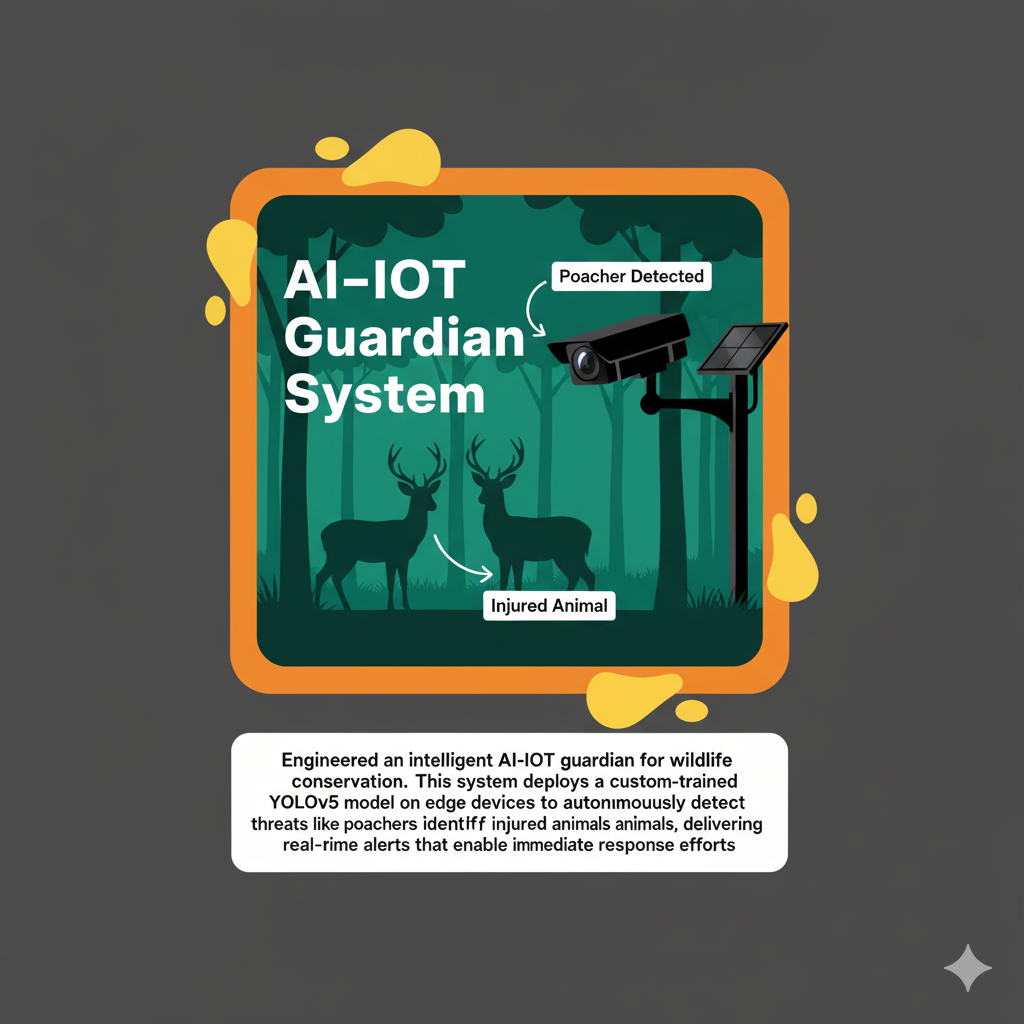 AI-IOT
Guardian
System
Poacher Detected
Injured Animal
Engineered an intelligent AI-IOT guardian for wildlife
conservation. This system deploys a custom-trained
YOLOv5 model on edge devices to autonımouusly detect
threats like poachers identIff injured animals animals, delivering
real-rime alerts that enable immediate response efforts